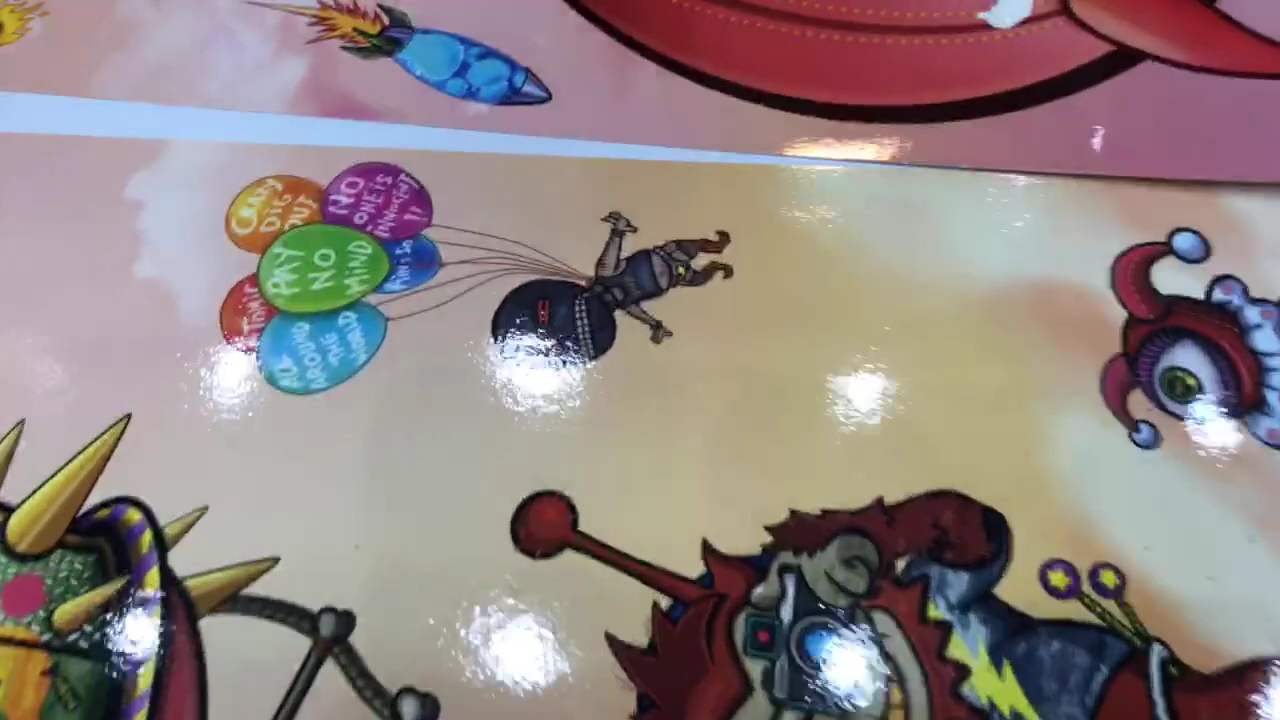 CRAZY
DIG
OUT
NO
ONE IS
INNOCENT
!!
PAY
NO
MIND
ALL
AROUND
THE
WORLD